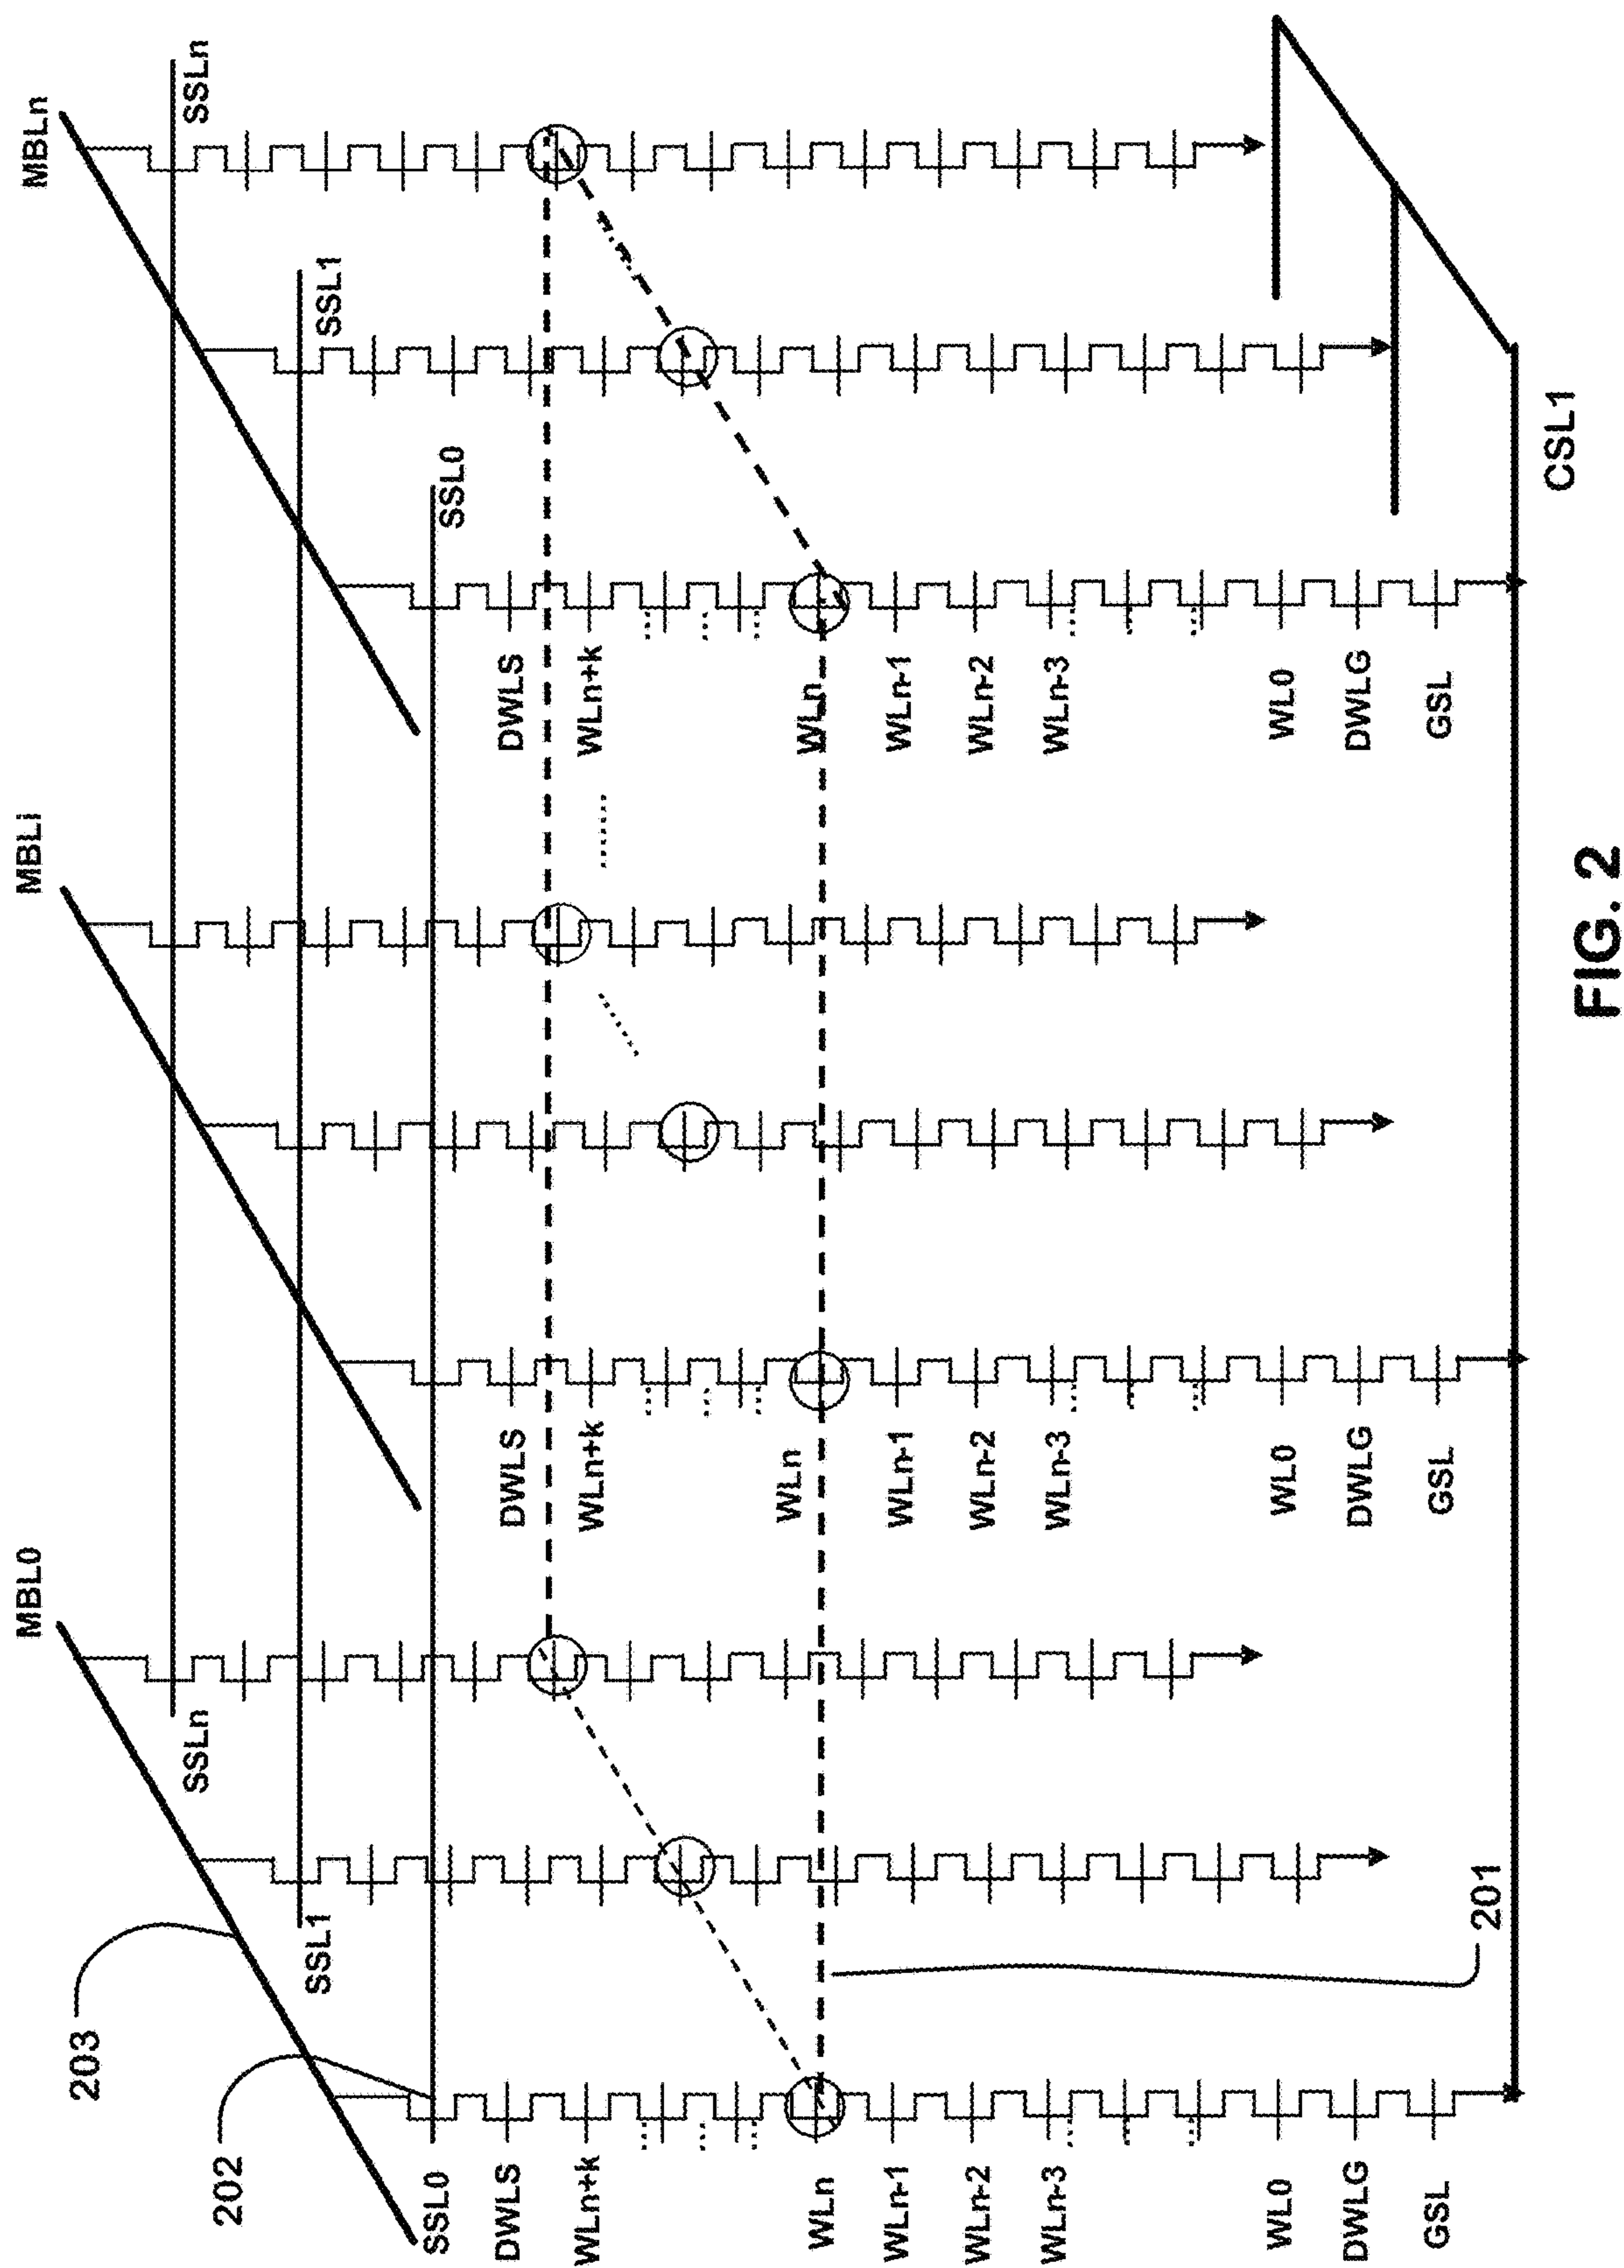 MBL0 MBLi MBLn
203
SSLn SSLn
202
SSL1 SSL1
SSL0 SSL0
DWLS DWLS DWLS
WLn+k WLn+k WLn+k
WLn WLn WLn
WLn-1 WLn-1 WLn-1
WLn-2 WLn-2 WLn-2
WLn-3 WLn-3 WLn-3
WL0 WL0 WL0
DWLG DWLG DWLG
GSL GSL GSL
201
CSL1
FIG. 2